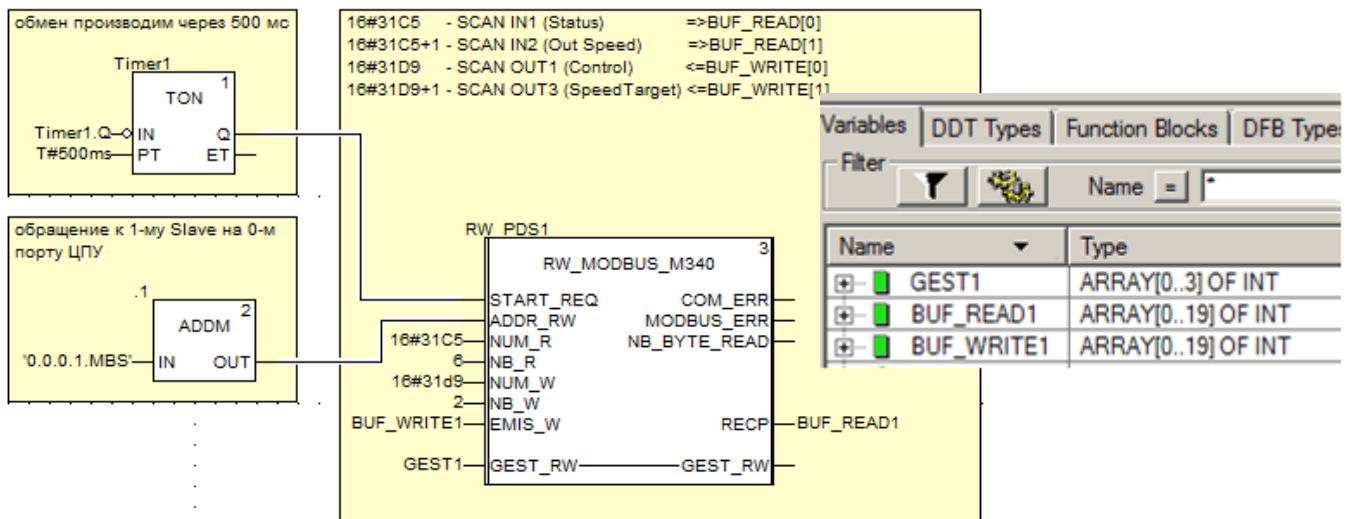 обмен производим через 500 мс
Timer1
1
TON
Timer1.Q IN Q
T#500ms PT ET
обращение к 1-му Slave на 0-м
порту ЦПУ
.1
2
ADDM
'0.0.0.1.MBS' IN OUT
16#31C5 - SCAN IN1 (Status) =>BUF_READ[0]
16#31C5+1 - SCAN IN2 (Out Speed) =>BUF_READ[1]
16#31D9 - SCAN OUT1 (Control) <=BUF_WRITE[0]
16#31D9+1 - SCAN OUT3 (SpeedTarget) <=BUF_WRITE[1]
RW_PDS1
3
RW_MODBUS_M340
START_REQ COM_ERR
ADDR_RW MODBUS_ERR
16#31C5 NUM_R NB_BYTE_READ
6 NB_R
16#31d9 NUM_W
2 NB_W
BUF_WRITE1 EMIS_W RECP BUF_READ1
GEST1 GEST_RW GEST_RW
Variables DDT Types Function Blocks DFB Types
Filter
Name = *
Name Type
GEST1 ARRAY[0..3] OF INT
BUF_READ1 ARRAY[0..19] OF INT
BUF_WRITE1 ARRAY[0..19] OF INT